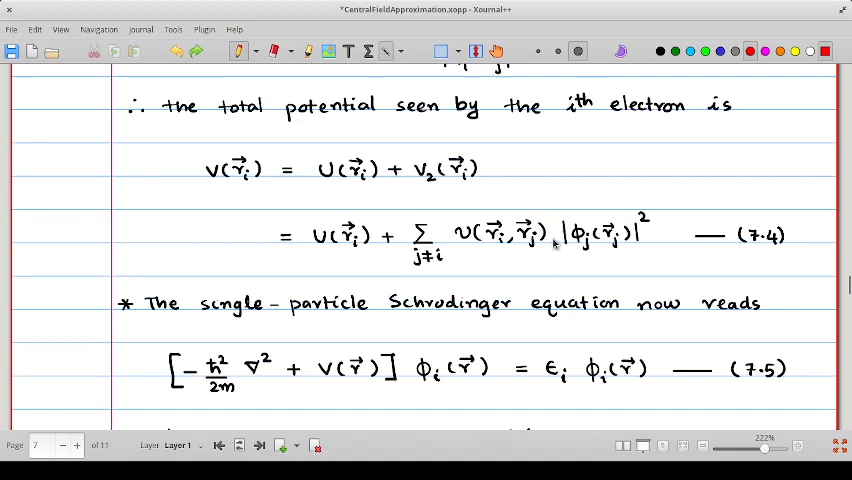 *CentralFieldApproximation.xopp - Xournal++
File Edit View Navigation Journal Tools Plugin Help
∴ the total potential seen by the iᵗʰ electron is
V(r⃗ᵢ) = U(r⃗ᵢ) + V₂(r⃗ᵢ)
= U(r⃗ᵢ) + ∑_{j≠i} v(r⃗ᵢ, r⃗ⱼ) |ϕⱼ(r⃗ⱼ)|² — (7.4)
* The single-particle Schrodinger equation now reads
[-ħ²/2m ∇² + V(r⃗)] ϕᵢ(r⃗) = ϵᵢ ϕᵢ(r⃗) — (7.5)
Page 7 of 11 Layer Layer 1 222%